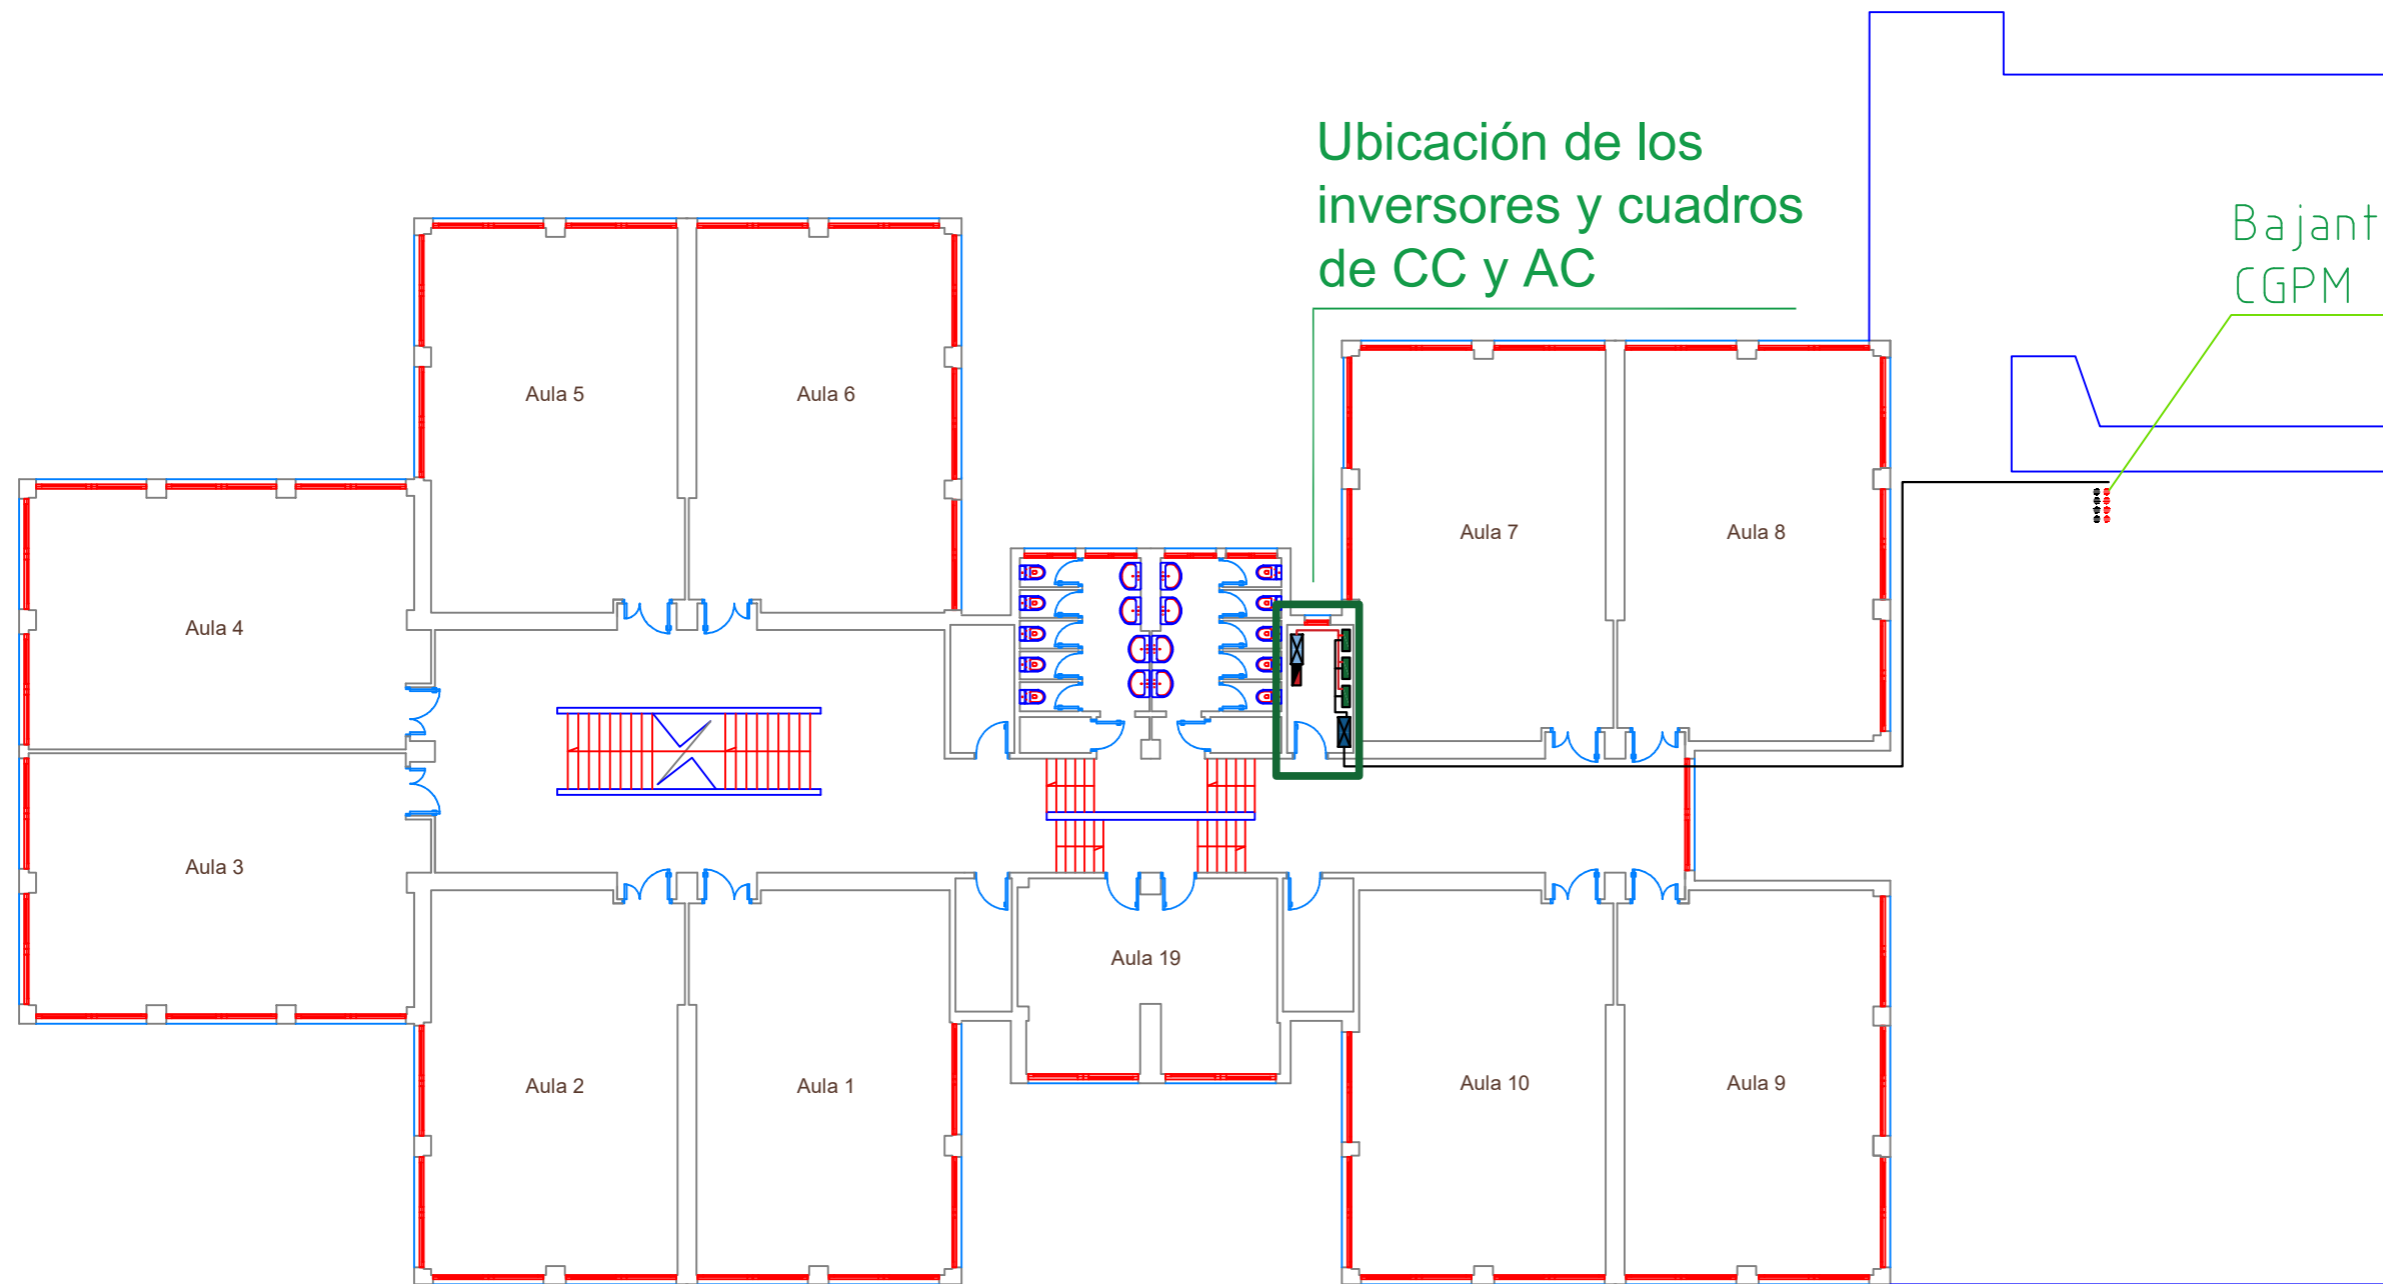 Ubicación de los
inversores y cuadros
de CC y AC
Bajant
CGPM
Aula 5
Aula 6
Aula 7
Aula 8
Aula 4
Aula 3
Aula 19
Aula 2
Aula 1
Aula 10
Aula 9